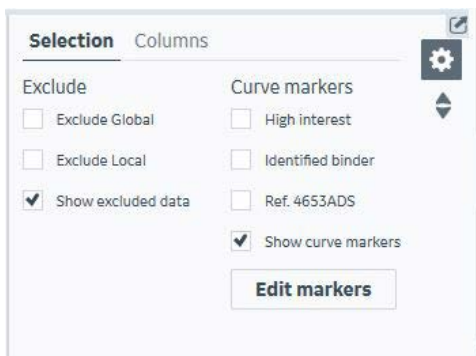 Selection Columns
Exclude
Exclude Global
Exclude Local
Show excluded data
Curve markers
High interest
Identified binder
Ref. 4653ADS
Show curve markers
Edit markers